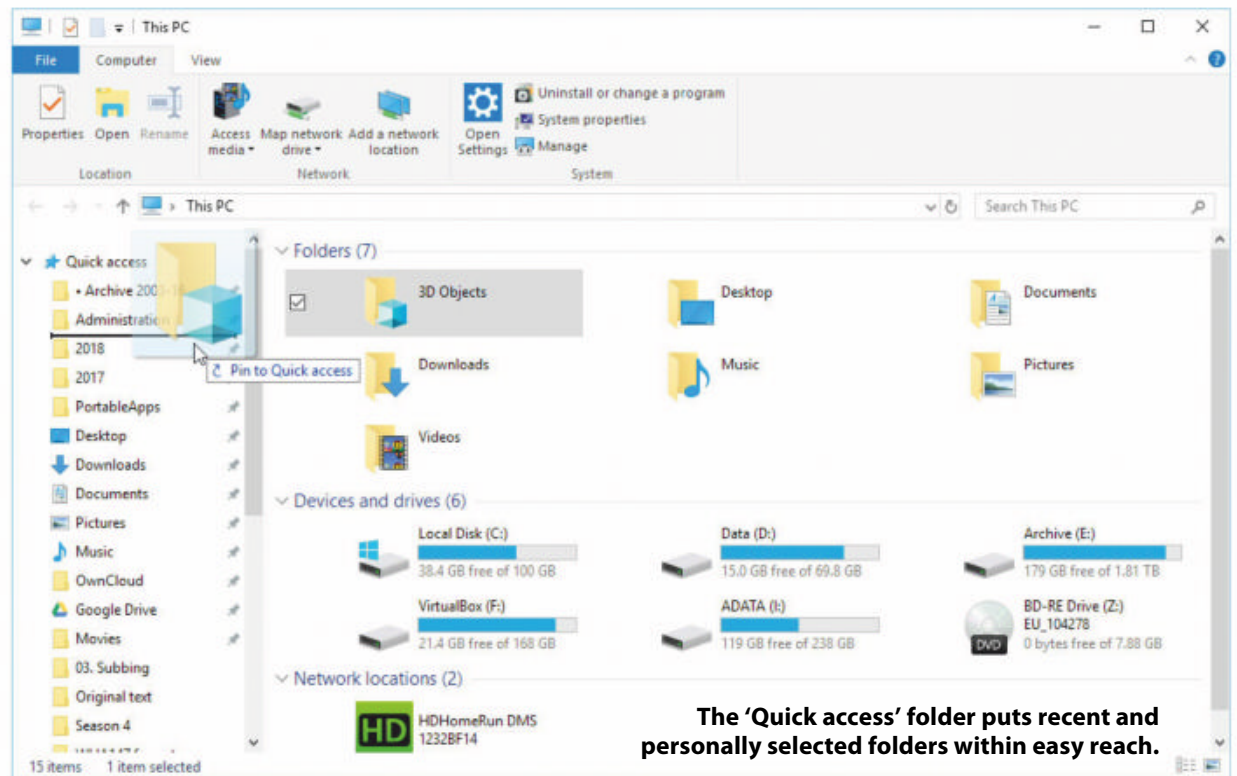 This PC
File Computer View
Properties Open Rename
Access media Map network drive Add a network location
Open Settings
Uninstall or change a program
System properties
Manage
Location Network System
This PC
Search This PC
Quick access
• Archive
Administration
2018
2017
PortableApps
Desktop
Downloads
Documents
Pictures
Music
OwnCloud
Google Drive
Movies
03. Subbing
Original text
Season 4
Pin to Quick access
Folders (7)
3D Objects Desktop Documents
Downloads Music Pictures
Videos
Devices and drives (6)
Local Disk (C:)
38.4 GB free of 100 GB
Data (D:)
15.0 GB free of 69.8 GB
Archive (E:)
179 GB free of 1.81 TB
VirtualBox (F:)
21.4 GB free of 168 GB
ADATA (I:)
119 GB free of 238 GB
BD-RE Drive (Z:)
EU_104278
0 bytes free of 7.88 GB
DVD
Network locations (2)
HD
HDHomeRun DMS
1232BF14
The ‘Quick access’ folder puts recent and
personally selected folders within easy reach.
15 items 1 item selected